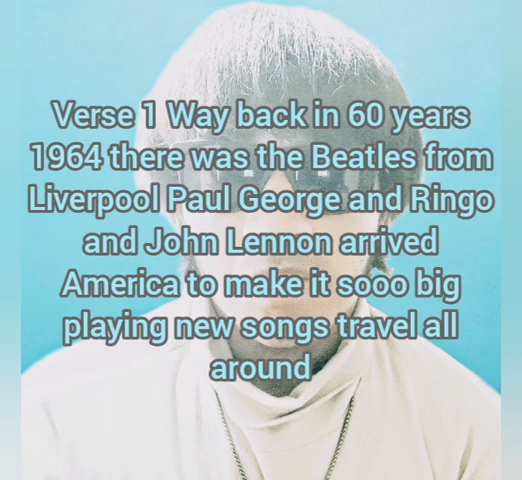 Verse 1 Way back in 60 years
1964 there was the Beatles from
Liverpool Paul George and Ringo
and John Lennon arrived
America to make it sooo big
playing new songs travel all
around